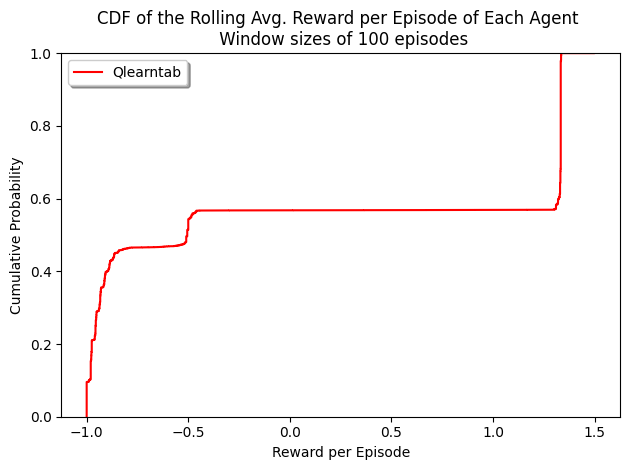 CDF of the Rolling Avg. Reward per Episode of Each Agent
Window sizes of 100 episodes
Qlearntab
Cumulative Probability
1.0
0.8
0.6
0.4
0.2
0.0
−1.0 −0.5 0.0 0.5 1.0 1.5
Reward per Episode